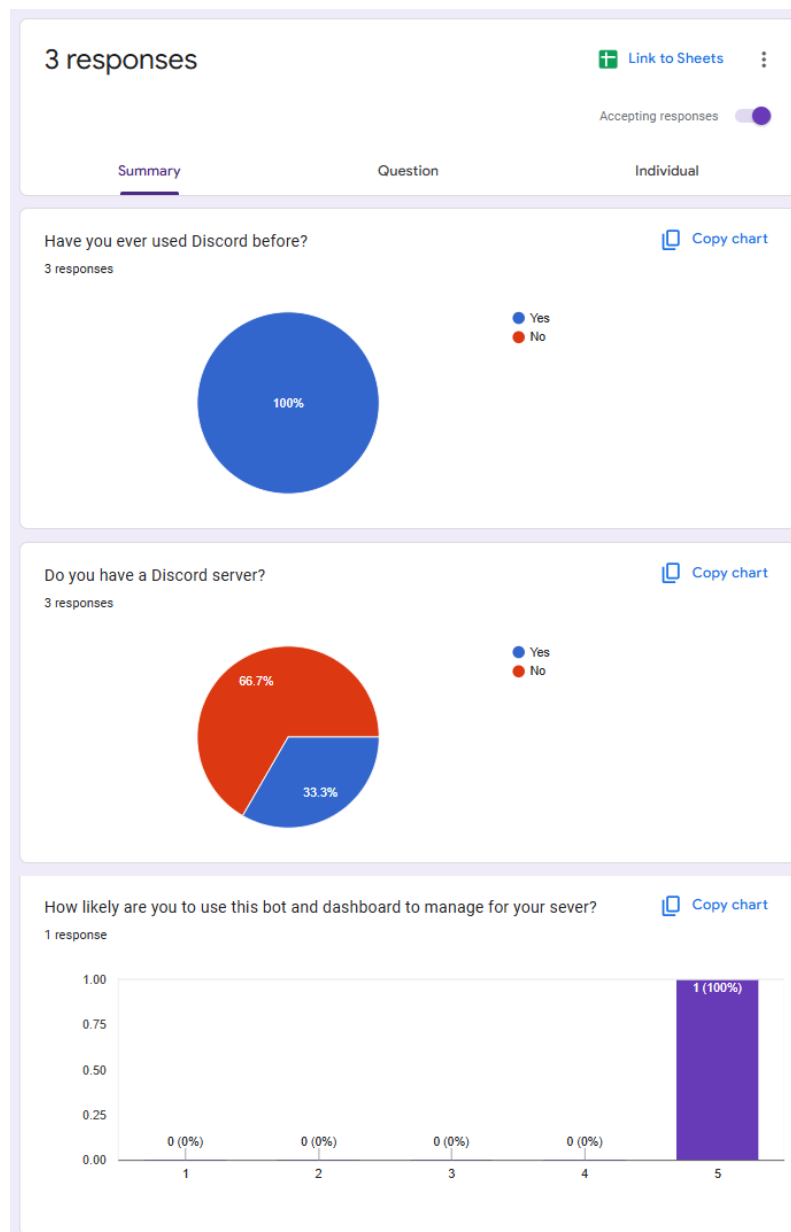 3 responses
Link to Sheets
Accepting responses
Summary
Question
Individual
Have you ever used Discord before?
Copy chart
3 responses
Yes
No
100%
Do you have a Discord server?
Copy chart
3 responses
Yes
No
66.7%
33.3%
How likely are you to use this bot and dashboard to manage for your sever?
Copy chart
1 response
1.00
1 (100%)
0.75
0.50
0.25
0 (0%) 0 (0%) 0 (0%) 0 (0%)
0.00
1 2 3 4 5